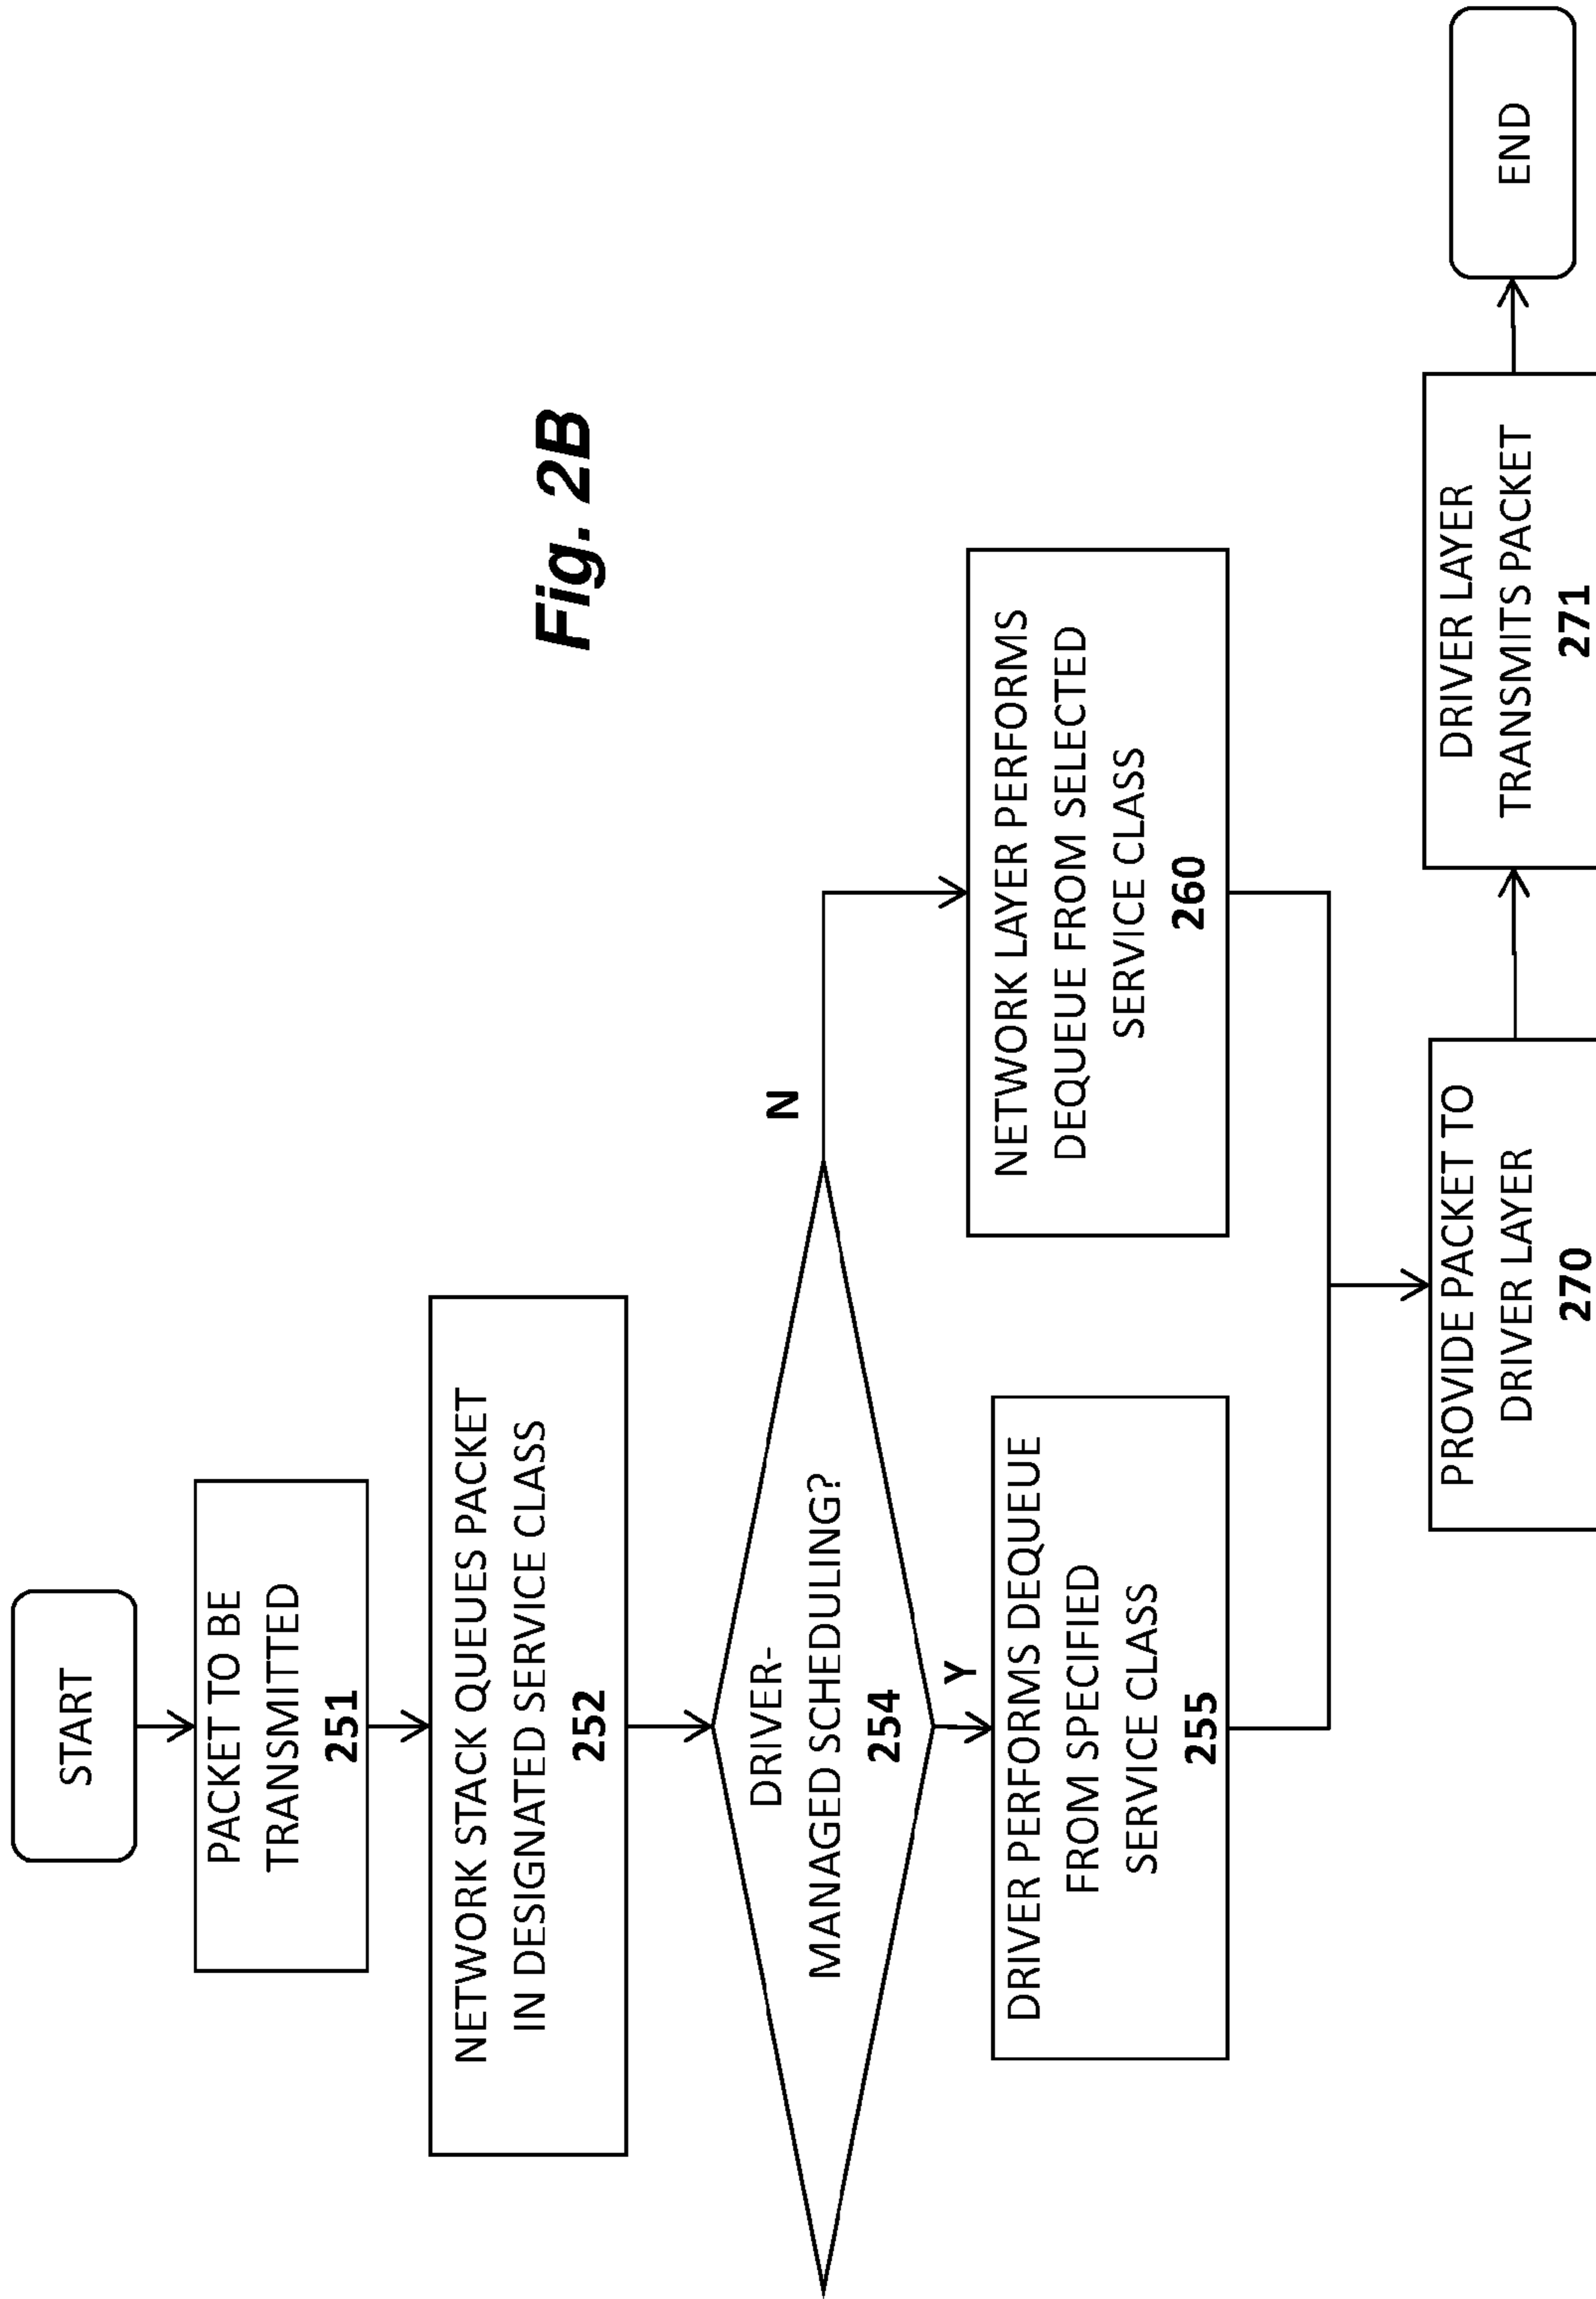 START
PACKET TO BE
TRANSMITTED
251
NETWORK STACK QUEUES PACKET
IN DESIGNATED SERVICE CLASS
252
DRIVER-
MANAGED SCHEDULING?
254
N
Y
DRIVER PERFORMS DEQUEUE
FROM SPECIFIED
SERVICE CLASS
255
NETWORK LAYER PERFORMS
DEQUEUE FROM SELECTED
SERVICE CLASS
260
PROVIDE PACKET TO
DRIVER LAYER
270
DRIVER LAYER
TRANSMITS PACKET
271
END
Fig. 2B